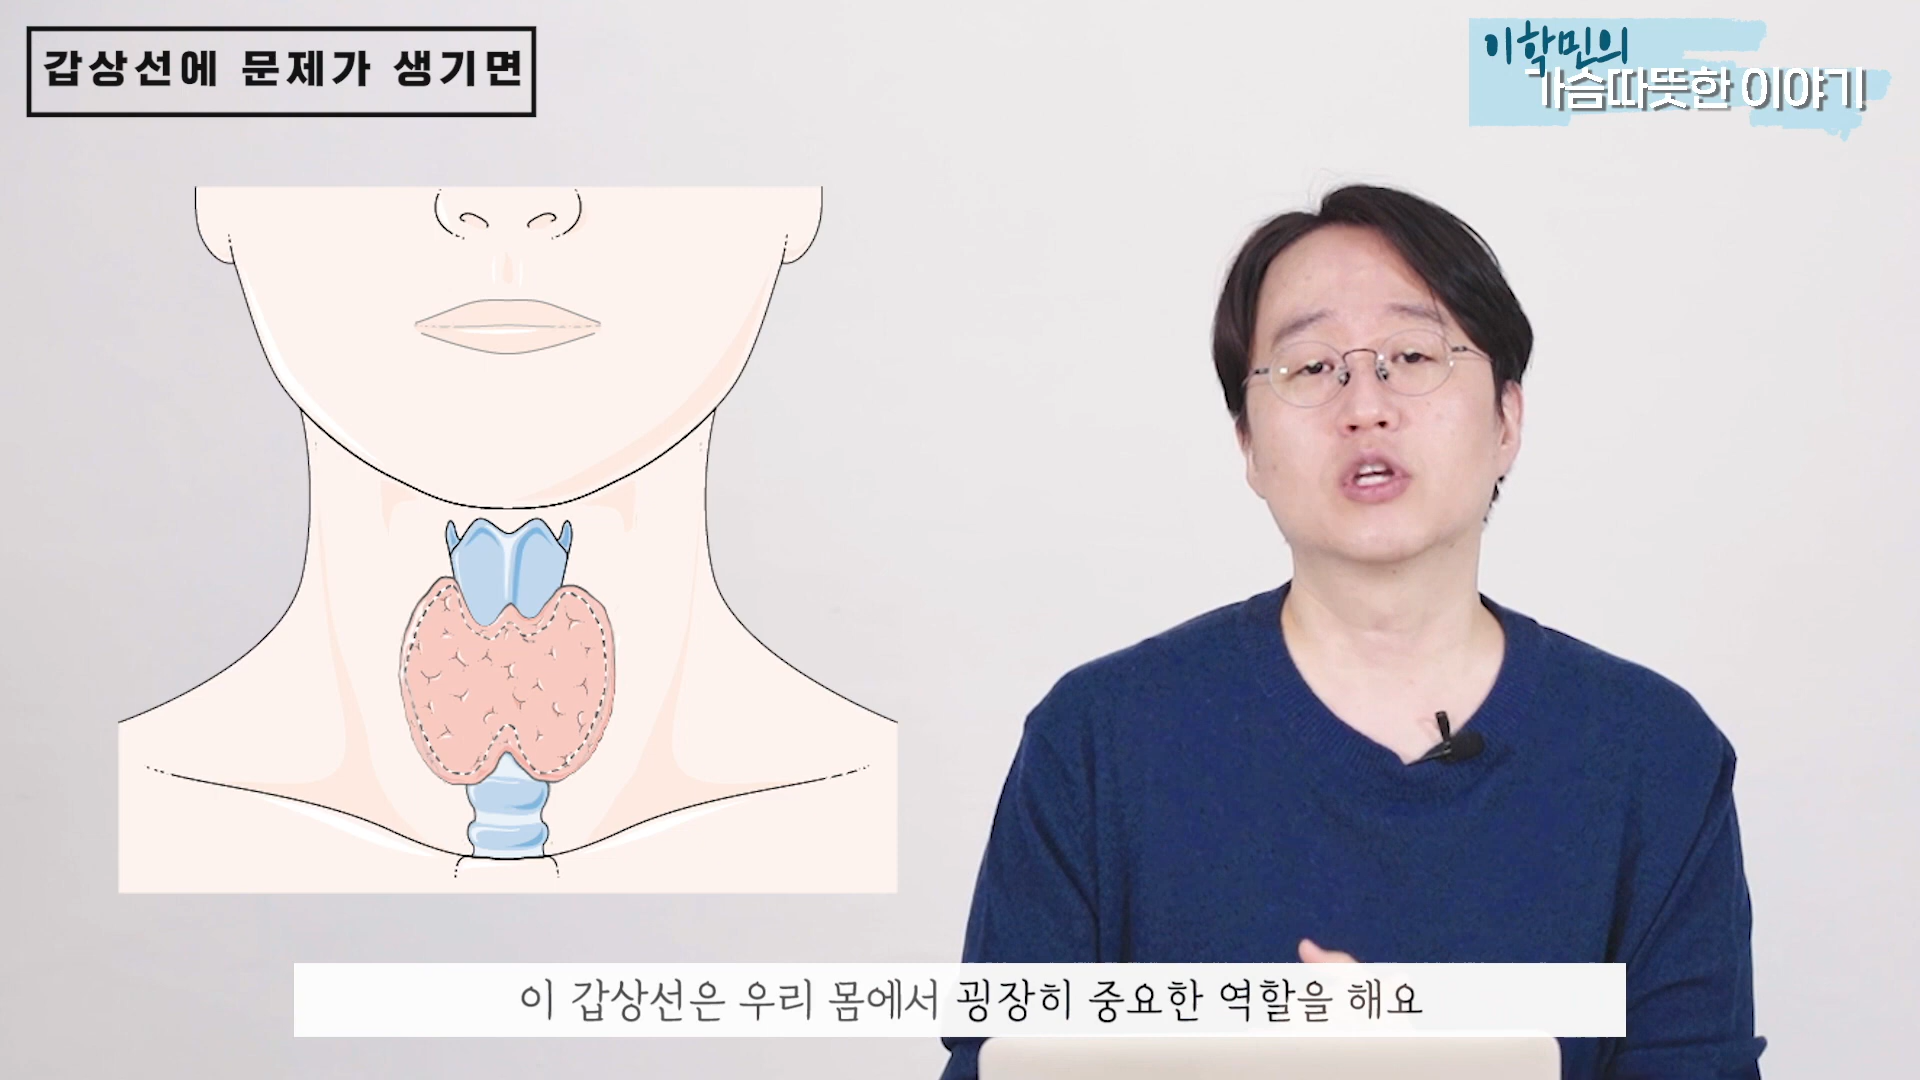 갑상선에 문제가 생기면
이학민의
가슴따뜻한 이야기
이 갑상선은 우리 몸에서 굉장히 중요한 역할을 해요